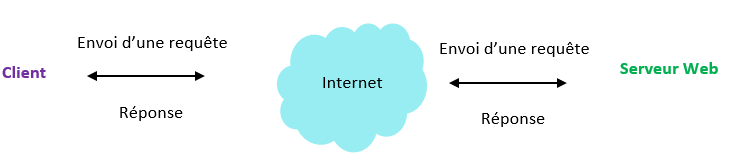 Envoi d’une requête
Envoi d’une requête
Client
Internet
Serveur Web
Réponse
Réponse